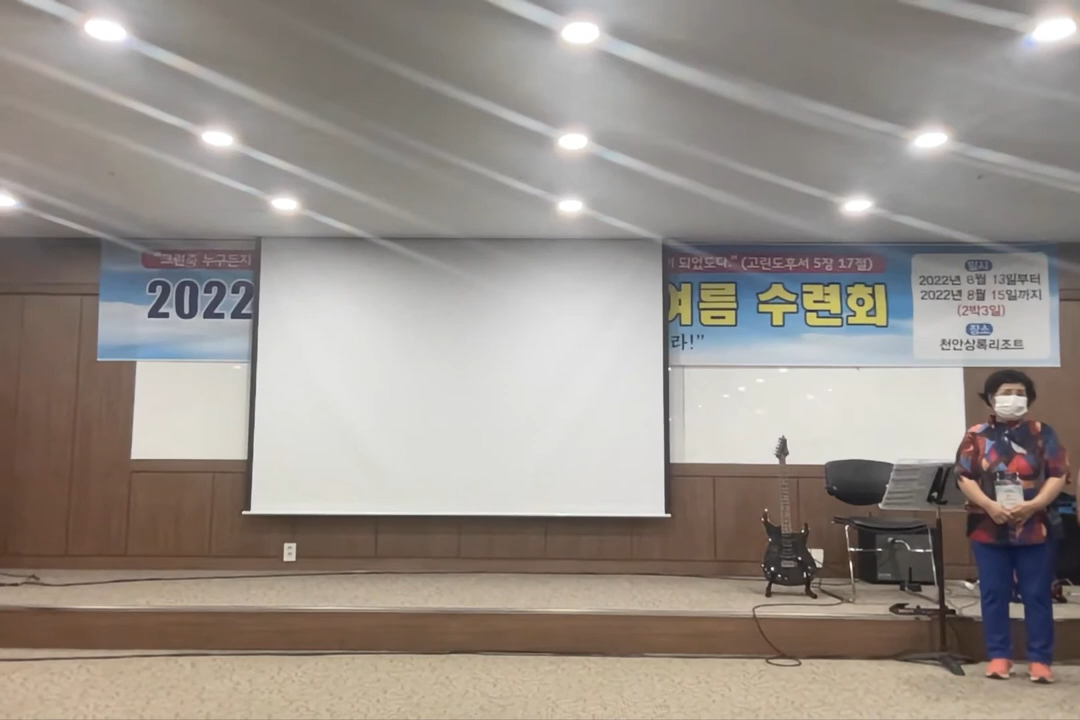 "그런즉 누구든지
되었도다." (고린도후서 5장 17절)
2022
여름 수련회
라!"
일시
2022년 8월 13일부터
2022년 8월 15일까지
(2박3일)
장소
천안상록리조트